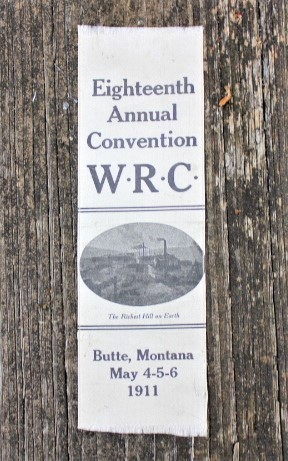 Eighteenth
Annual
Convention
W·R·C·
The Richest Hill on Earth
Butte, Montana
May 4-5-6
1911